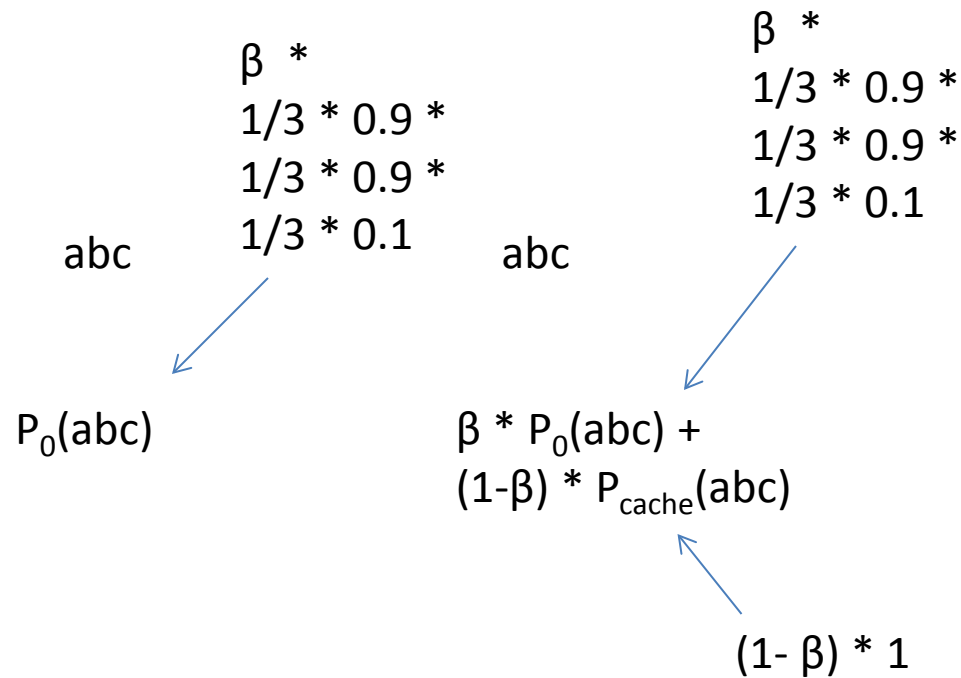 β *
1/3 * 0.9 *
1/3 * 0.9 *
1/3 * 0.1
abc
P₀(abc)
β *
1/3 * 0.9 *
1/3 * 0.9 *
1/3 * 0.1
abc
β * P₀(abc) +
(1-β) * P_cache(abc)
(1- β) * 1